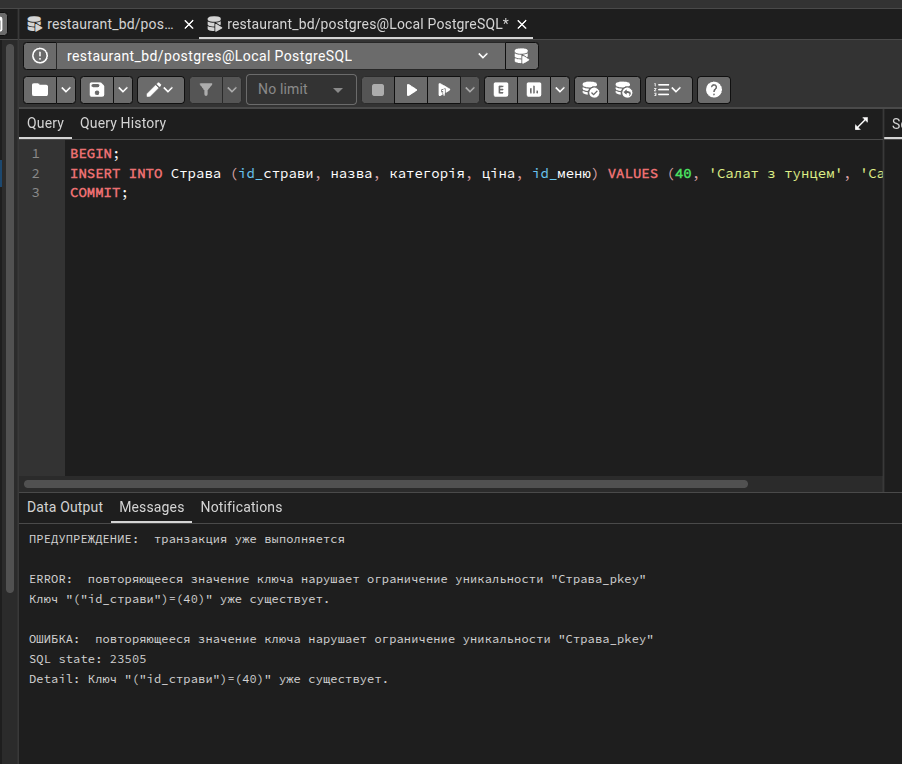 restaurant_bd/pos...
restaurant_bd/postgres@Local PostgreSQL*
restaurant_bd/postgres@Local PostgreSQL
No limit
E
Query
Query History
1 BEGIN;
2 INSERT INTO Страва (id_страви, назва, категорія, ціна, id_меню) VALUES (40, 'Салат з тунцем', 'Са
3 COMMIT;
Data Output
Messages
Notifications
ПРЕДУПРЕЖДЕНИЕ:  транзакция уже выполняется
ERROR:  повторяющееся значение ключа нарушает ограничение уникальности "Страва_pkey"
Ключ "("id_страви")=(40)" уже существует.
ОШИБКА:  повторяющееся значение ключа нарушает ограничение уникальности "Страва_pkey"
SQL state: 23505
Detail: Ключ "("id_страви")=(40)" уже существует.